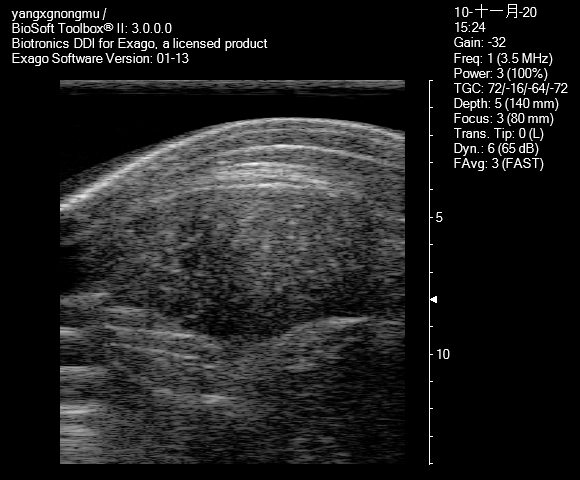 yangxgnongmu /
BioSoft Toolbox® II: 3.0.0.0
Biotronics DDI for Exago, a licensed product
Exago Software Version: 01-13
10-十一月-20
15:24
Gain: -32
Freq: 1 (3.5 MHz)
Power: 3 (100%)
TGC: 72/-16/-64/-72
Depth: 5 (140 mm)
Focus: 3 (80 mm)
Trans. Tip: 0 (L)
Dyn.: 6 (65 dB)
FAvg: 3 (FAST)
5
10